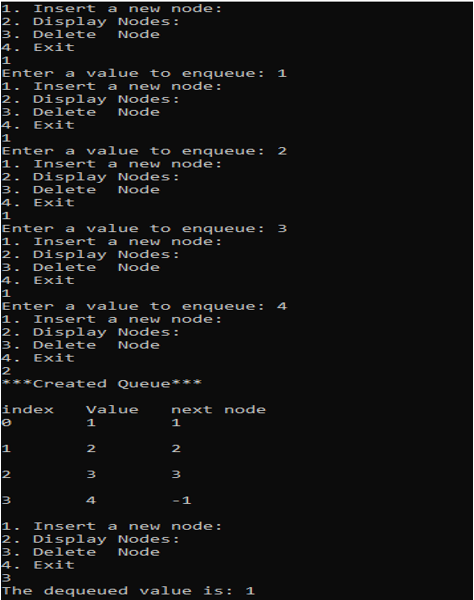 1. Insert a new node:
2. Display Nodes:
3. Delete  Node
4. Exit
1
Enter a value to enqueue: 1
1. Insert a new node:
2. Display Nodes:
3. Delete  Node
4. Exit
1
Enter a value to enqueue: 2
1. Insert a new node:
2. Display Nodes:
3. Delete  Node
4. Exit
1
Enter a value to enqueue: 3
1. Insert a new node:
2. Display Nodes:
3. Delete  Node
4. Exit
1
Enter a value to enqueue: 4
1. Insert a new node:
2. Display Nodes:
3. Delete  Node
4. Exit
2
***Created Queue***
index   Value   next node
0       1       1
1       2       2
2       3       3
3       4       -1
1. Insert a new node:
2. Display Nodes:
3. Delete  Node
4. Exit
3
The dequeued value is: 1